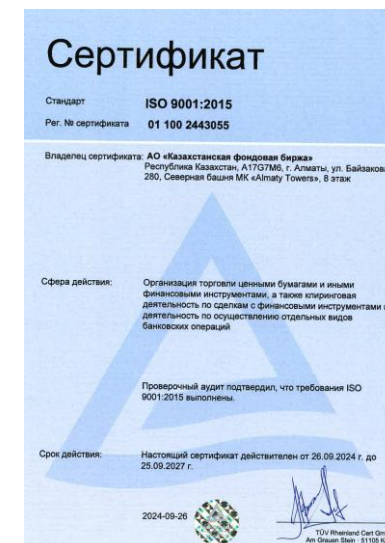 Сертификат
Стандарт ISO 9001:2015
Рег. № сертификата 01 100 2443055
Владелец сертификата: АО «Казахстанская фондовая биржа»
Республика Казахстан, A17G7M6, г. Алматы, ул. Байзакова
280, Северная башня МК «Almaty Towers», 8 этаж
Сфера действия: Организация торговли ценными бумагами и иными
финансовыми инструментами, а также клиринговая
деятельность по сделкам с финансовыми инструментами
деятельность по осуществлению отдельных видов
банковских операций
Проверочный аудит подтвердил, что требования ISO
9001:2015 выполнены.
Срок действия: Настоящий сертификат действителен от 26.09.2024 г. до
25.09.2027 г.
2024-09-26
TÜV Rheinland Cert
Am Grauen Stein · 51105